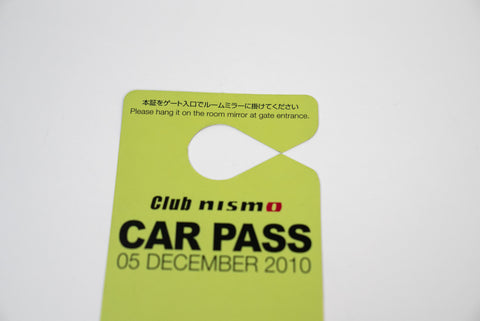 本証をゲート入口でルームミラーに掛けてください
Please hang it on the room mirror at gate entrance.
Club nismo
CAR PASS
05 DECEMBER 2010